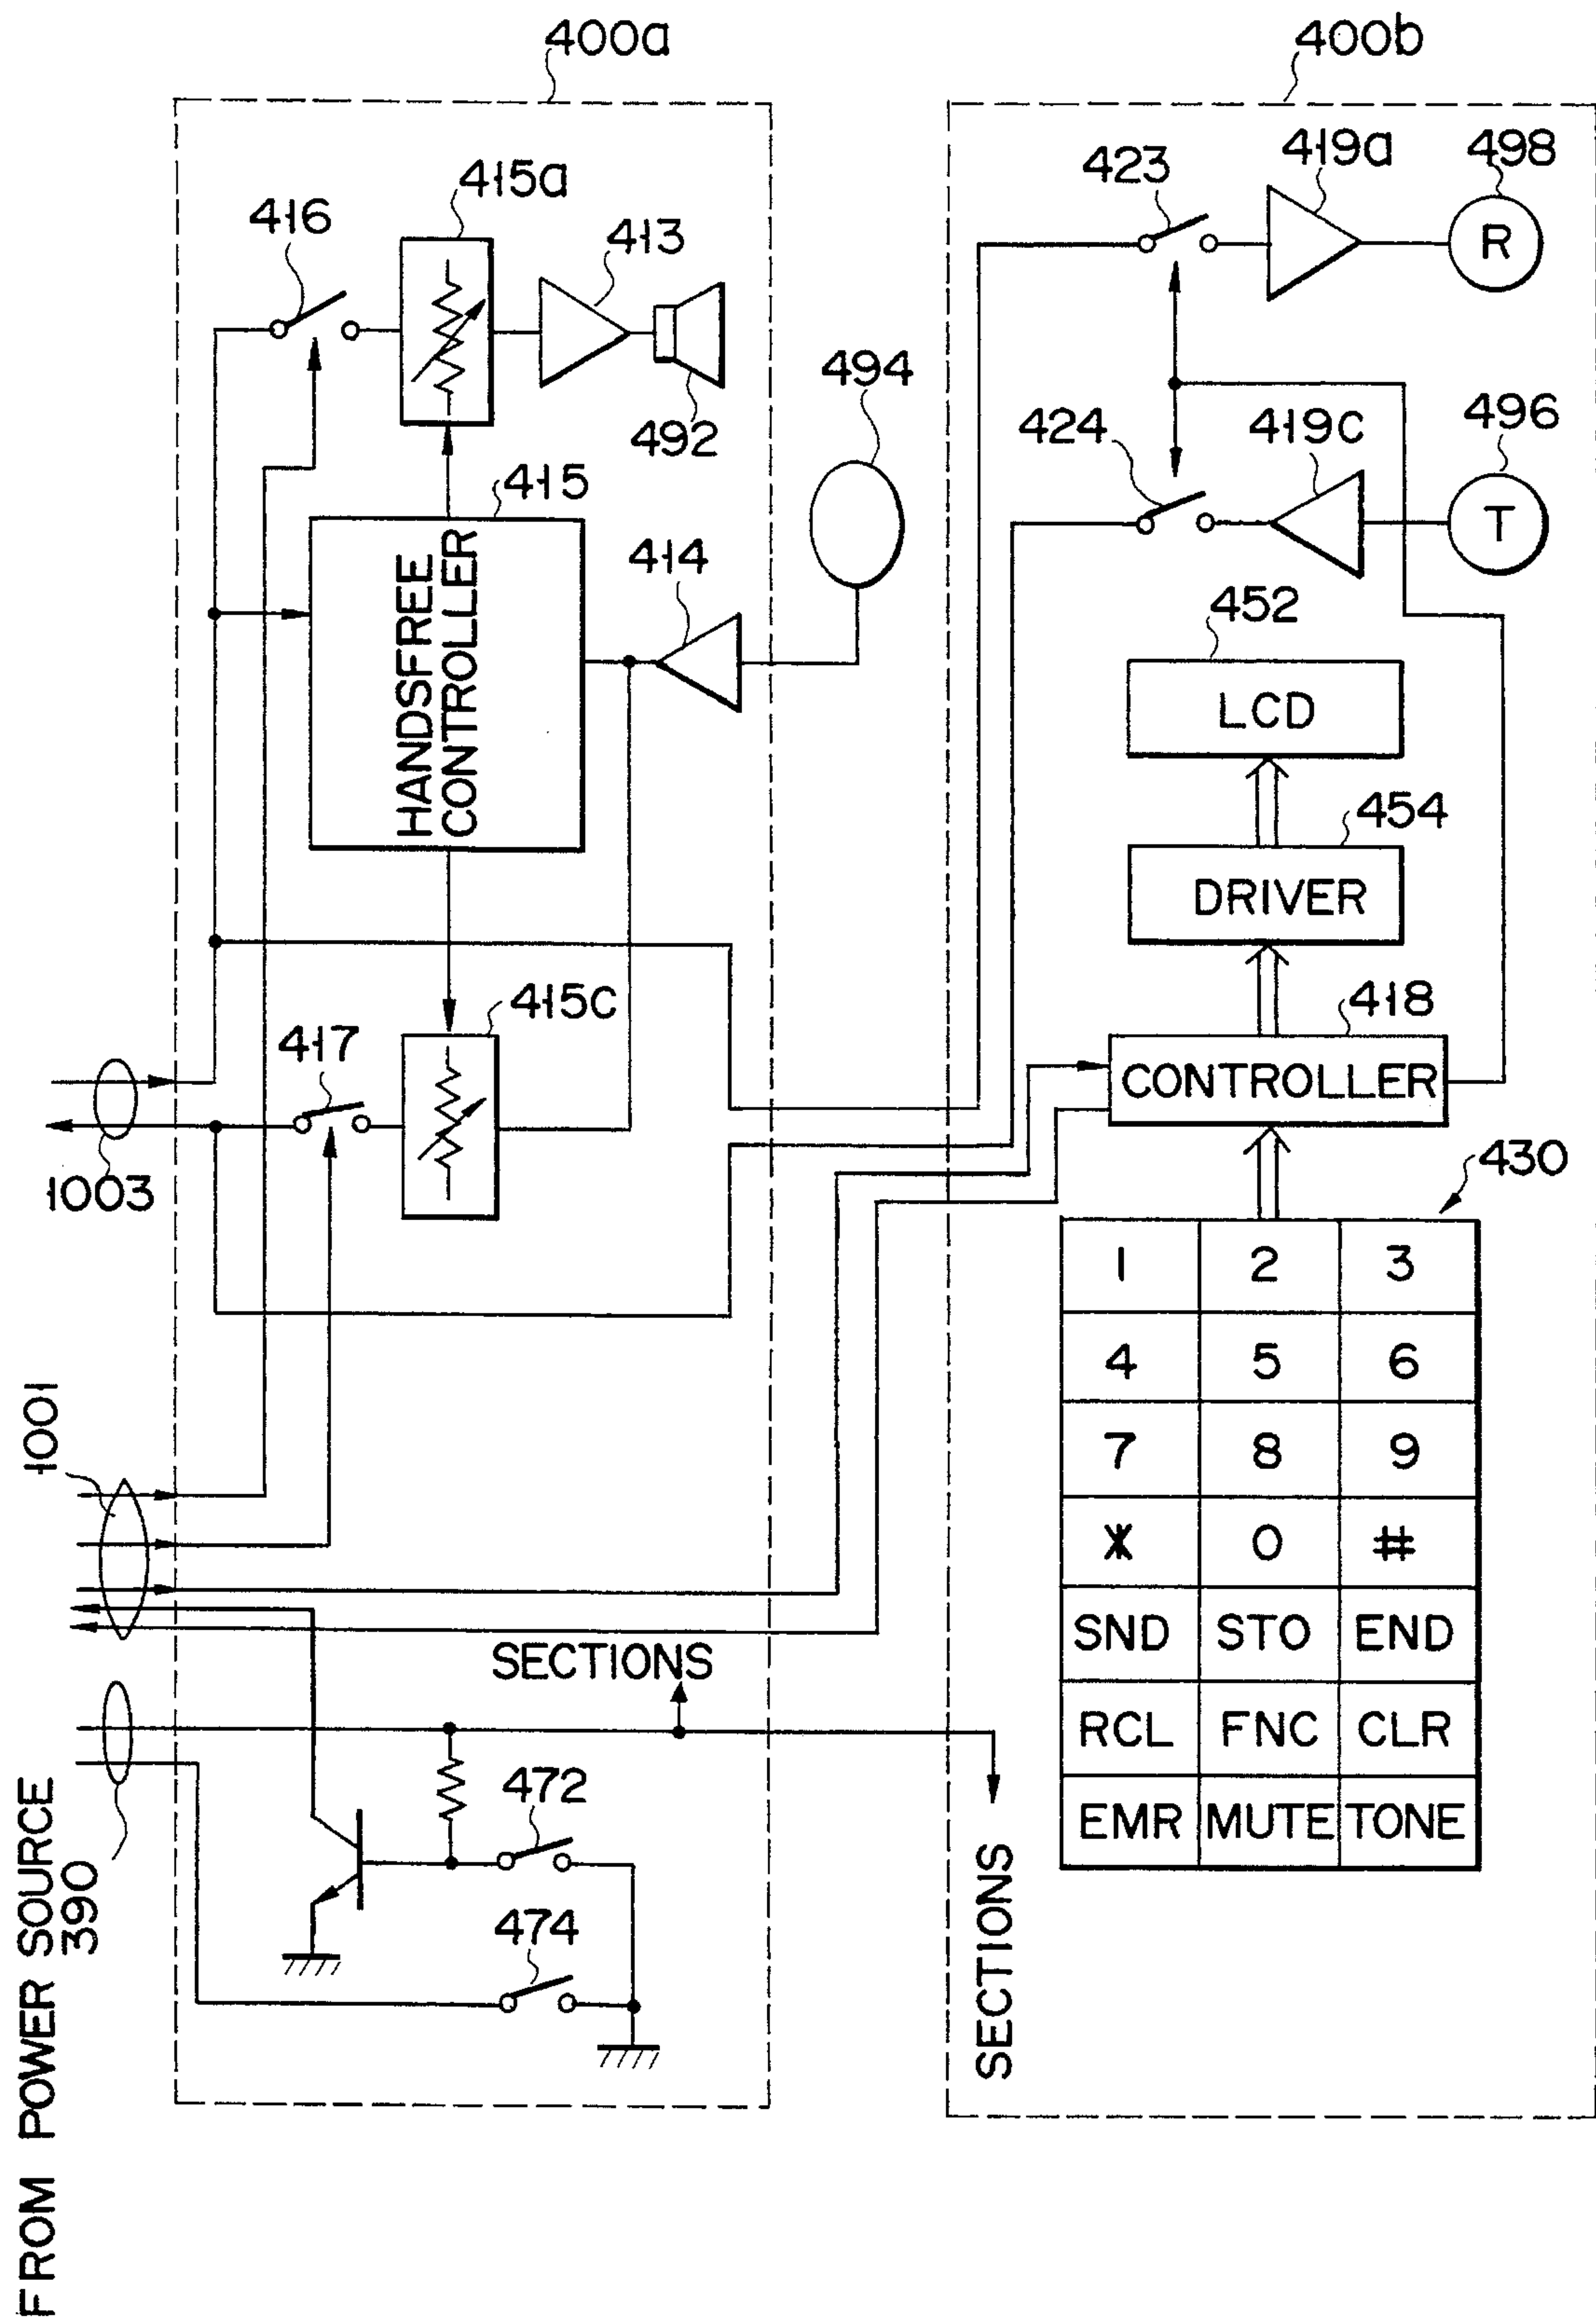 400a
400b
415a
416
413
492
494
415
HANDSFREE
CONTROLLER
414
415C
417
1003
1001
FROM POWER SOURCE
390
SECTIONS
472
474
423
419a
498
R
424
419C
496
T
452
LCD
454
DRIVER
418
CONTROLLER
430
1 2 3
4 5 6
7 8 9
* 0 #
SND STO END
RCL FNC CLR
EMR MUTE TONE
SECTIONS